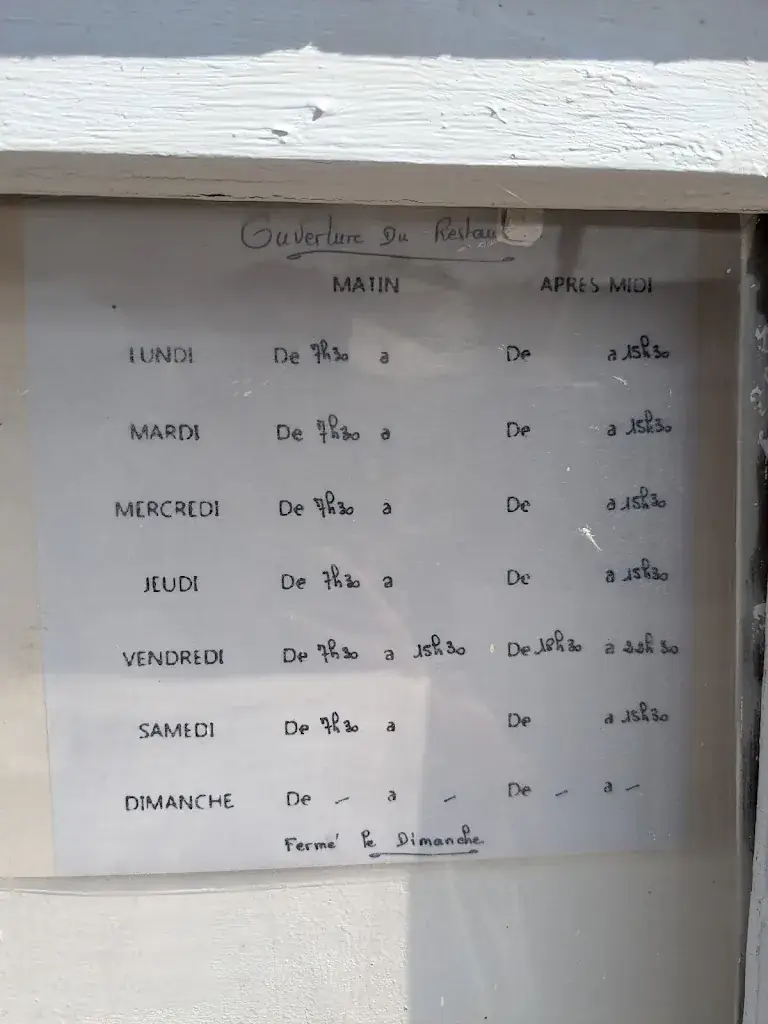 Ouverture Du Restau
MATIN APRES MIDI
LUNDI De 7h30 a De a 15h30
MARDI De 7h30 a De a 15h30
MERCREDI De 7h30 a De a 15h30
JEUDI De 7h30 a De a 15h30
VENDREDI De 7h30 a 15h30 De 18h30 a 22h30
SAMEDI De 7h30 a De a 15h30
DIMANCHE De - a - De - a -
Fermé le Dimanche.